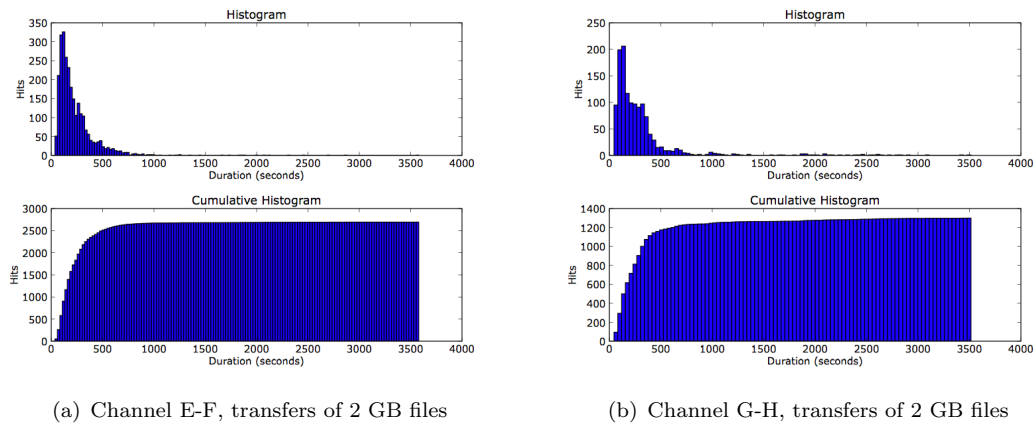 Histogram
350
300
250
200
150
100
50
0
Hits
0 500 1000 1500 2000 2500 3000 3500 4000
Duration (seconds)
Cumulative Histogram
3000
2500
2000
1500
1000
500
0
Hits
0 500 1000 1500 2000 2500 3000 3500 4000
Duration (seconds)
(a) Channel E-F, transfers of 2 GB files
Histogram
250
200
150
100
50
0
Hits
0 500 1000 1500 2000 2500 3000 3500 4000
Duration (seconds)
Cumulative Histogram
1400
1200
1000
800
600
400
200
0
Hits
0 500 1000 1500 2000 2500 3000 3500 4000
Duration (seconds)
(b) Channel G-H, transfers of 2 GB files